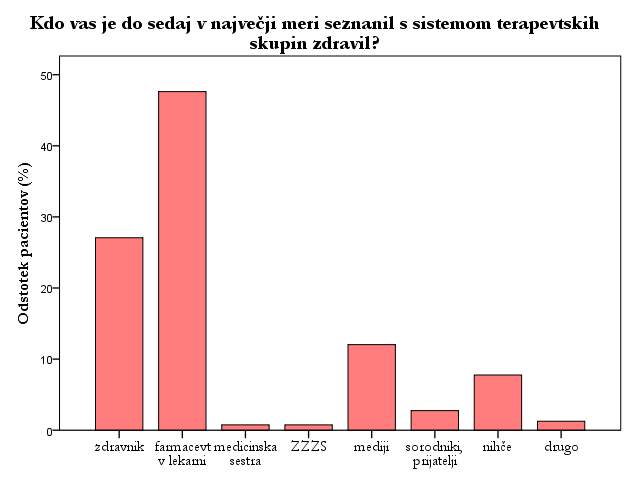 Kdo vas je do sedaj v največji meri seznanil s sistemom terapevtskih
skupin zdravil?
Odstotek pacientov (%)
50
40
30
20
10
0
zdravnik
farmacevt
v lekarni
medicinska
sestra
ZZZS
mediji
sorodniki,
prijatelji
nihče
drugo